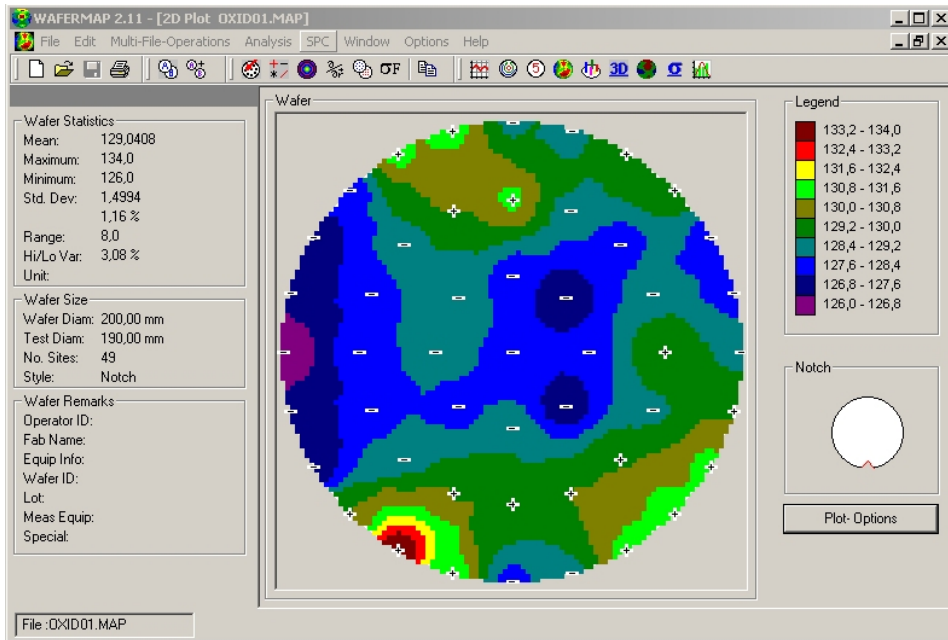 WAFERMAP 2.11 - [2D Plot OXID01.MAP]
File Edit Multi-File-Operations Analysis SPC Window Options Help
σF 5 3D σ
Wafer Statistics
Mean: 129,0408
Maximum: 134,0
Minimum: 126,0
Std. Dev: 1,4994
1,16 %
Range: 8,0
Hi/Lo Var: 3,08 %
Unit:
Wafer Size
Wafer Diam: 200,00 mm
Test Diam: 190,00 mm
No. Sites: 49
Style: Notch
Wafer Remarks
Operator ID:
Fab Name:
Equip Info:
Wafer ID:
Lot:
Meas Equip:
Special:
Wafer
Legend
133,2 - 134,0
132,4 - 133,2
131,6 - 132,4
130,8 - 131,6
130,0 - 130,8
129,2 - 130,0
128,4 - 129,2
127,6 - 128,4
126,8 - 127,6
126,0 - 126,8
Notch
Plot- Options
File :OXID01.MAP